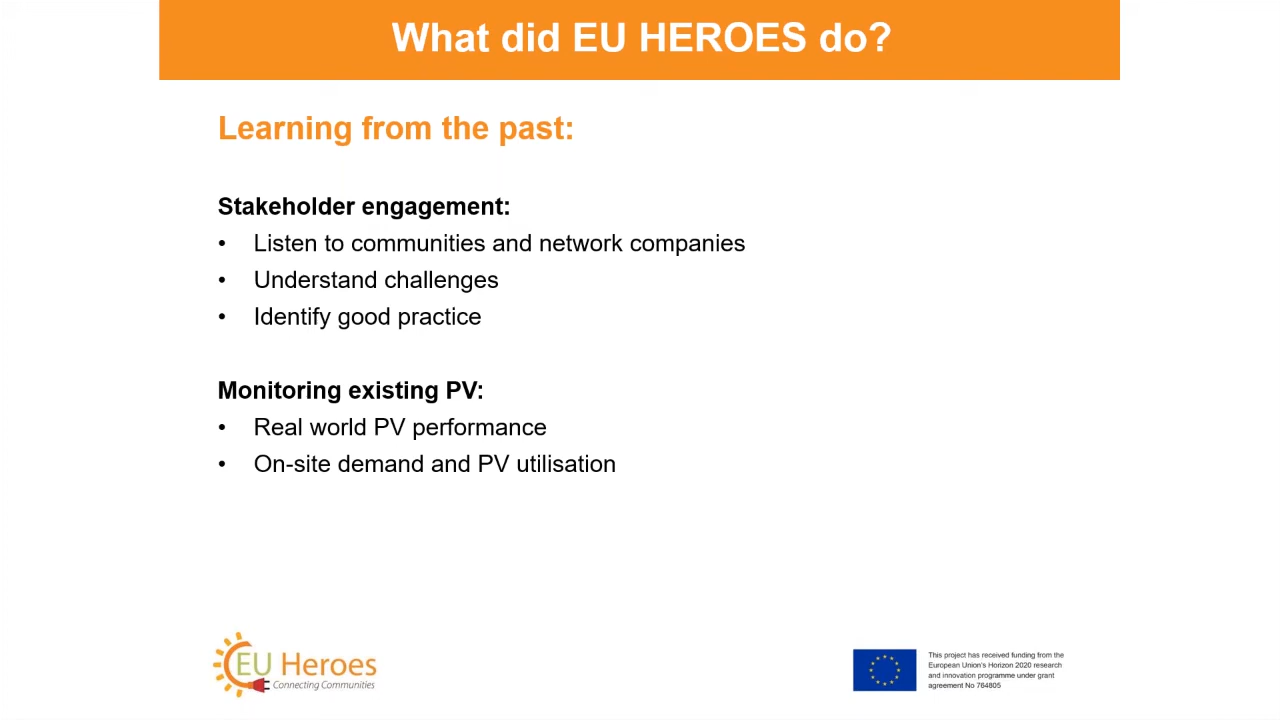 What did EU HEROES do?
Learning from the past:
Stakeholder engagement:
• Listen to communities and network companies
• Understand challenges
• Identify good practice
Monitoring existing PV:
• Real world PV performance
• On-site demand and PV utilisation
EU Heroes
Connecting Communities
This project has received funding from the
European Union's Horizon 2020 research
and innovation programme under grant
agreement No 764805